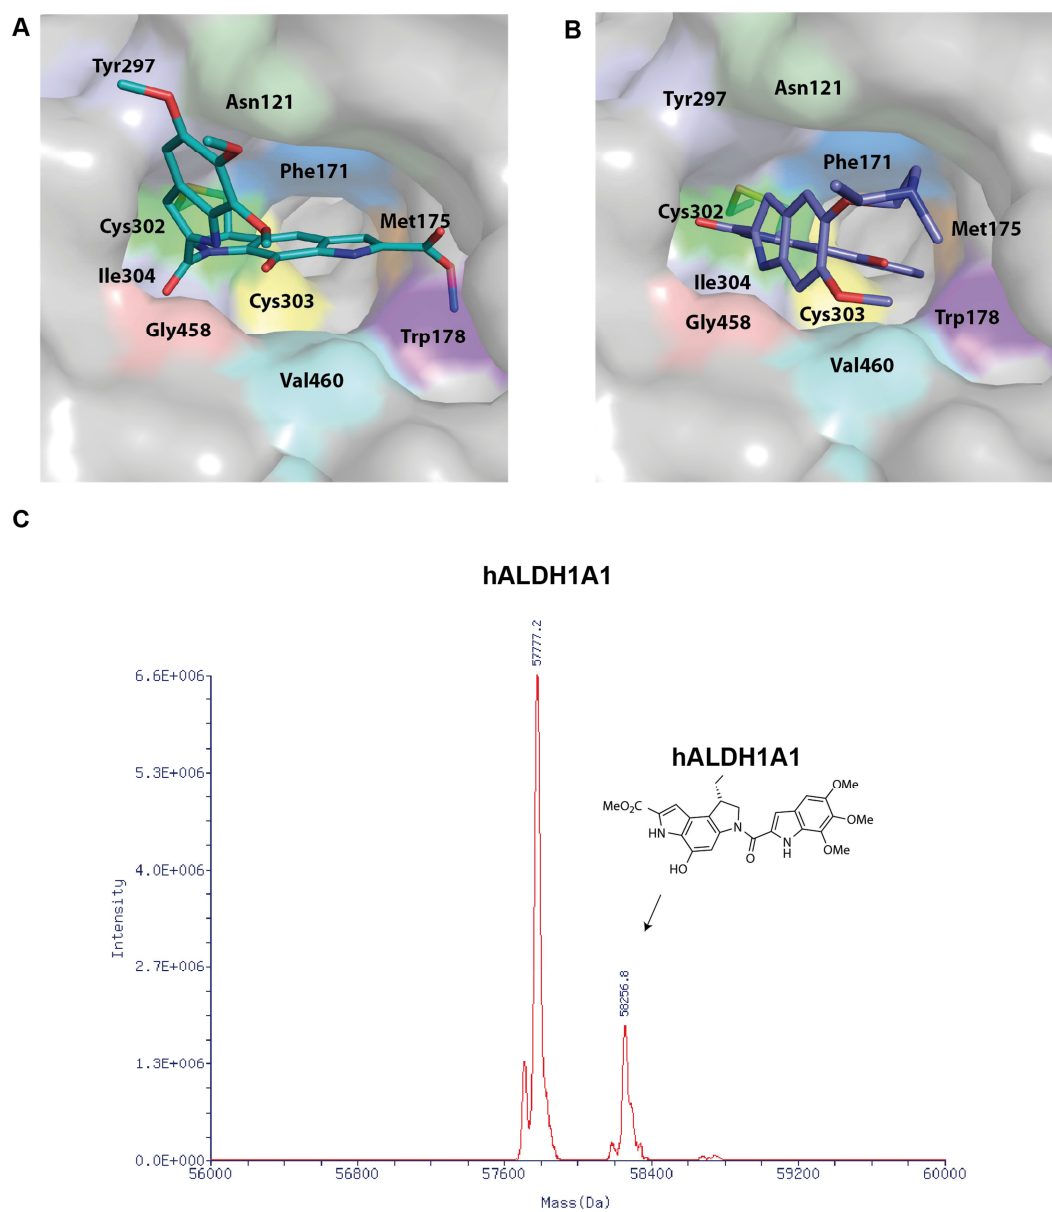 A
Tyr297
Asn121
Phe171
Cys302
Met175
Ile304
Cys303
Gly458
Trp178
Val460
B
Tyr297
Asn121
Phe171
Cys302
Met175
Ile304
Cys303
Gly458
Trp178
Val460
C
hALDH1A1
57777.2
6.6E+006
5.3E+006
4.0E+006
2.7E+006
1.3E+006
0.0E+000
Intensity
hALDH1A1
MeO₂C
HN
HO
N
O
N
H
OMe
OMe
OMe
58256.8
56000
56800
57600
58400
59200
60000
Mass(Da)